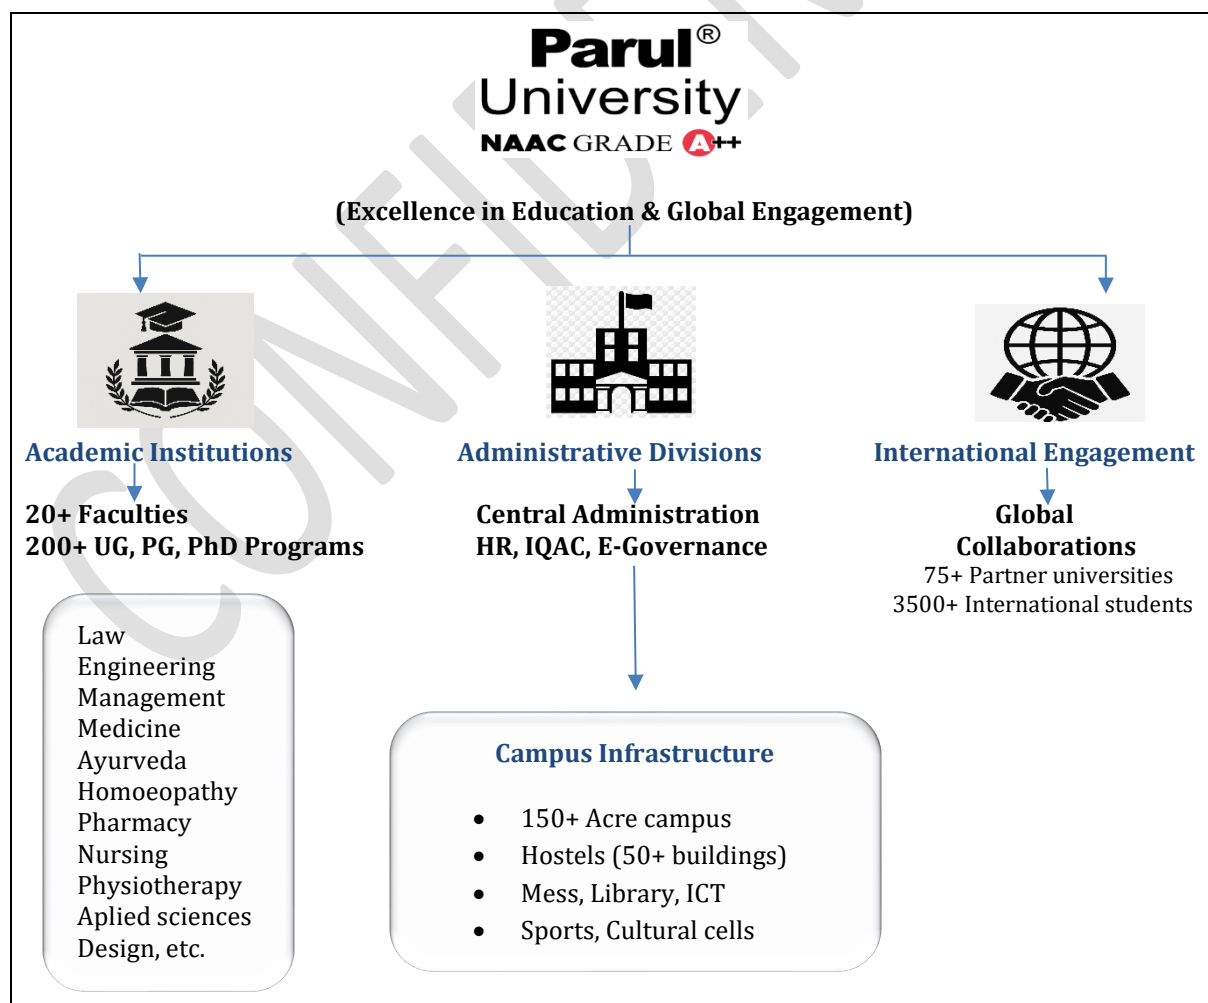 Parul®
University
NAAC GRADE A++
(Excellence in Education & Global Engagement)
Academic Institutions
20+ Faculties
200+ UG, PG, PhD Programs
Law
Engineering
Management
Medicine
Ayurveda
Homoeopathy
Pharmacy
Nursing
Physiotherapy
Aplied sciences
Design, etc.
Administrative Divisions
Central Administration
HR, IQAC, E-Governance
Campus Infrastructure
• 150+ Acre campus
• Hostels (50+ buildings)
• Mess, Library, ICT
• Sports, Cultural cells
International Engagement
Global
Collaborations
75+ Partner universities
3500+ International students